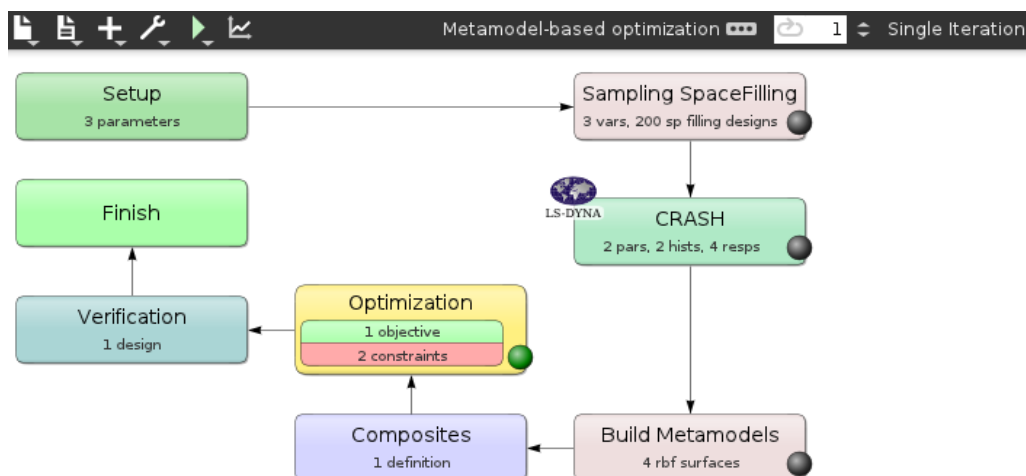 Metamodel-based optimization 1 Single Iteration
Setup
3 parameters
Sampling SpaceFilling
3 vars, 200 sp filling designs
Finish
LS-DYNA
CRASH
2 pars, 2 hists, 4 resps
Optimization
1 objective
2 constraints
Verification
1 design
Composites
1 definition
Build Metamodels
4 rbf surfaces